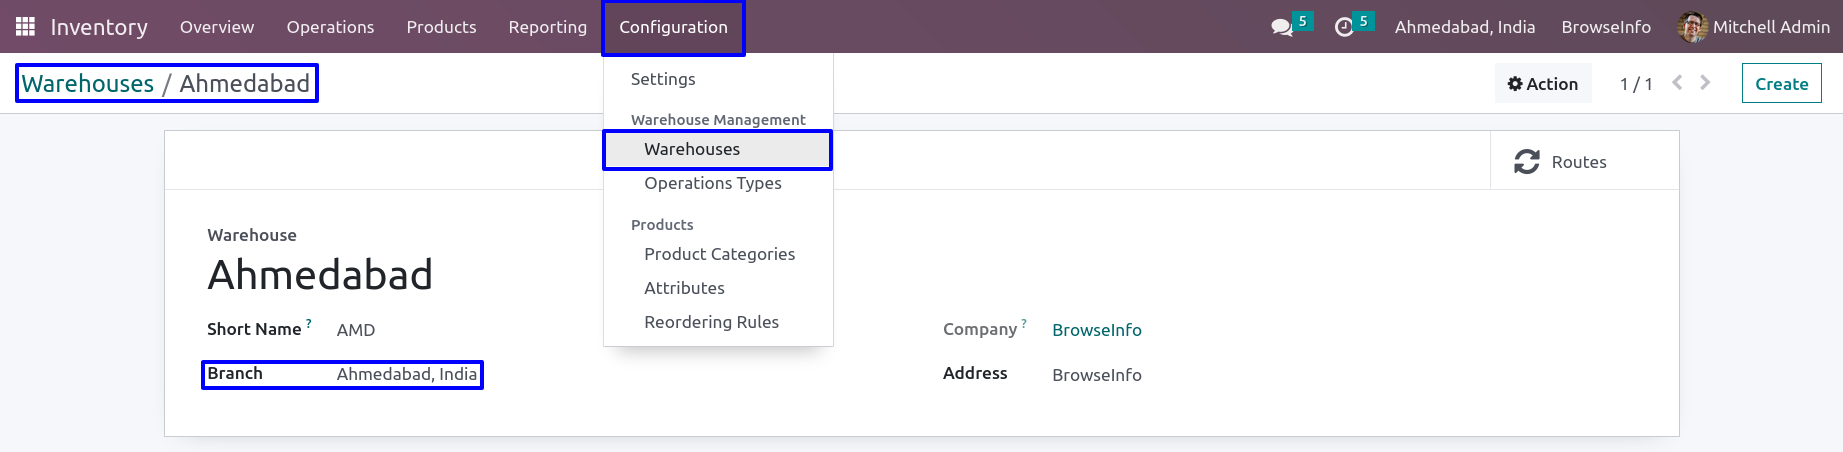 Inventory Overview Operations Products Reporting Configuration 5 5 Ahmedabad, India BrowseInfo Mitchell Admin
Warehouses / Ahmedabad
Action 1 / 1 Create
Settings
Warehouse Management
Warehouses
Operations Types
Products
Product Categories
Attributes
Reordering Rules
Routes
Warehouse
Ahmedabad
Short Name ? AMD
Company ? BrowseInfo
Branch Ahmedabad, India
Address BrowseInfo